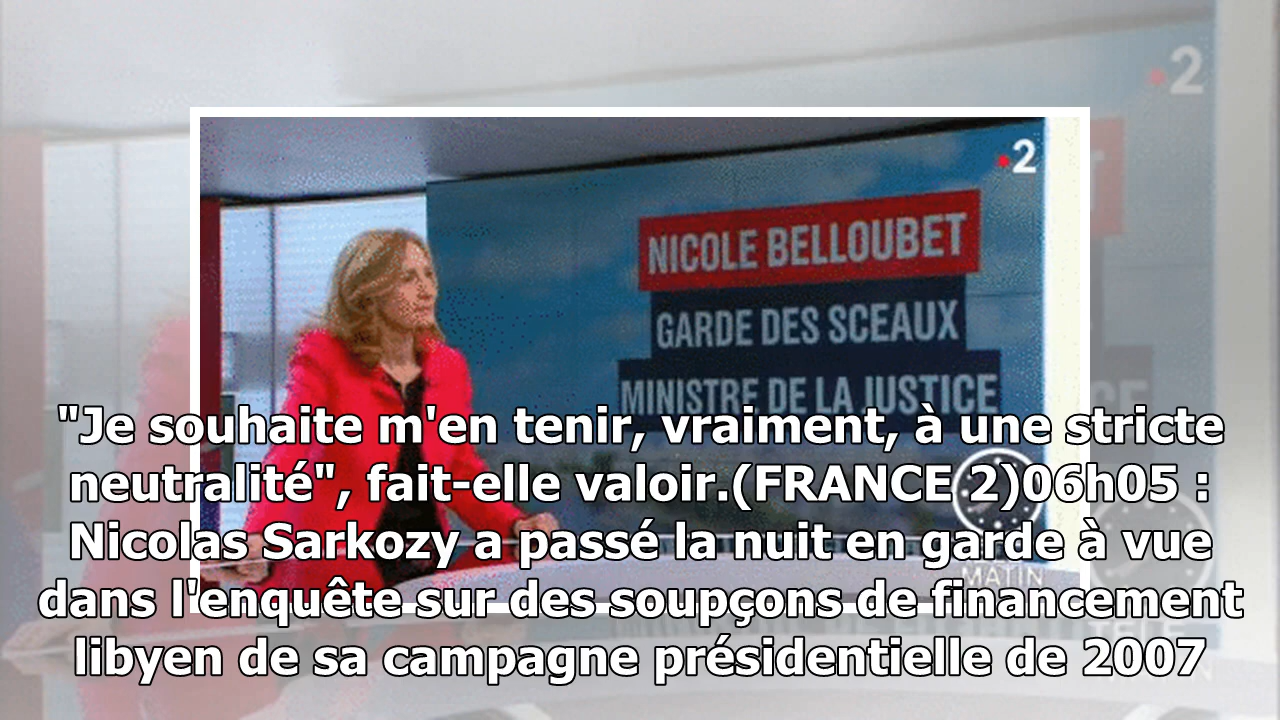 2
2
NICOLE BELLOUBET
GARDE DES SCEAUX
MINISTRE DE LA JUSTICE
"Je souhaite m'en tenir, vraiment, à une stricte
neutralité", fait-elle valoir.(FRANCE 2)06h05 :
Nicolas Sarkozy a passé la nuit en garde à vue
dans l'enquête sur des soupçons de financement
libyen de sa campagne présidentielle de 2007
MATIN